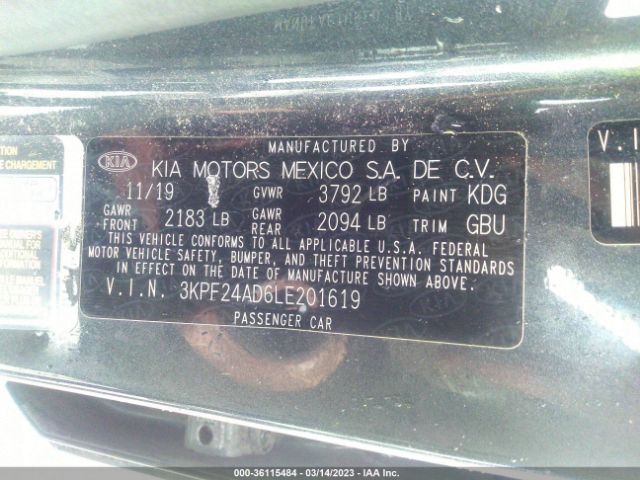 MANUFACTURED BY
KIA KIA MOTORS MEXICO S.A. DE C.V.
11/19 GVWR 3792 LB PAINT KDG
GAWR FRONT 2183 LB GAWR REAR 2094 LB TRIM GBU
THIS VEHICLE CONFORMS TO ALL APPLICABLE U.S.A. FEDERAL
MOTOR VEHICLE SAFETY, BUMPER, AND THEFT PREVENTION STANDARDS
IN EFFECT ON THE DATE OF MANUFACTURE SHOWN ABOVE.
V.I.N. 3KPF24AD6LE201619
PASSENGER CAR
CHARGEMENT
V.I
000-36115484 - 03/14/2023 - IAA Inc.